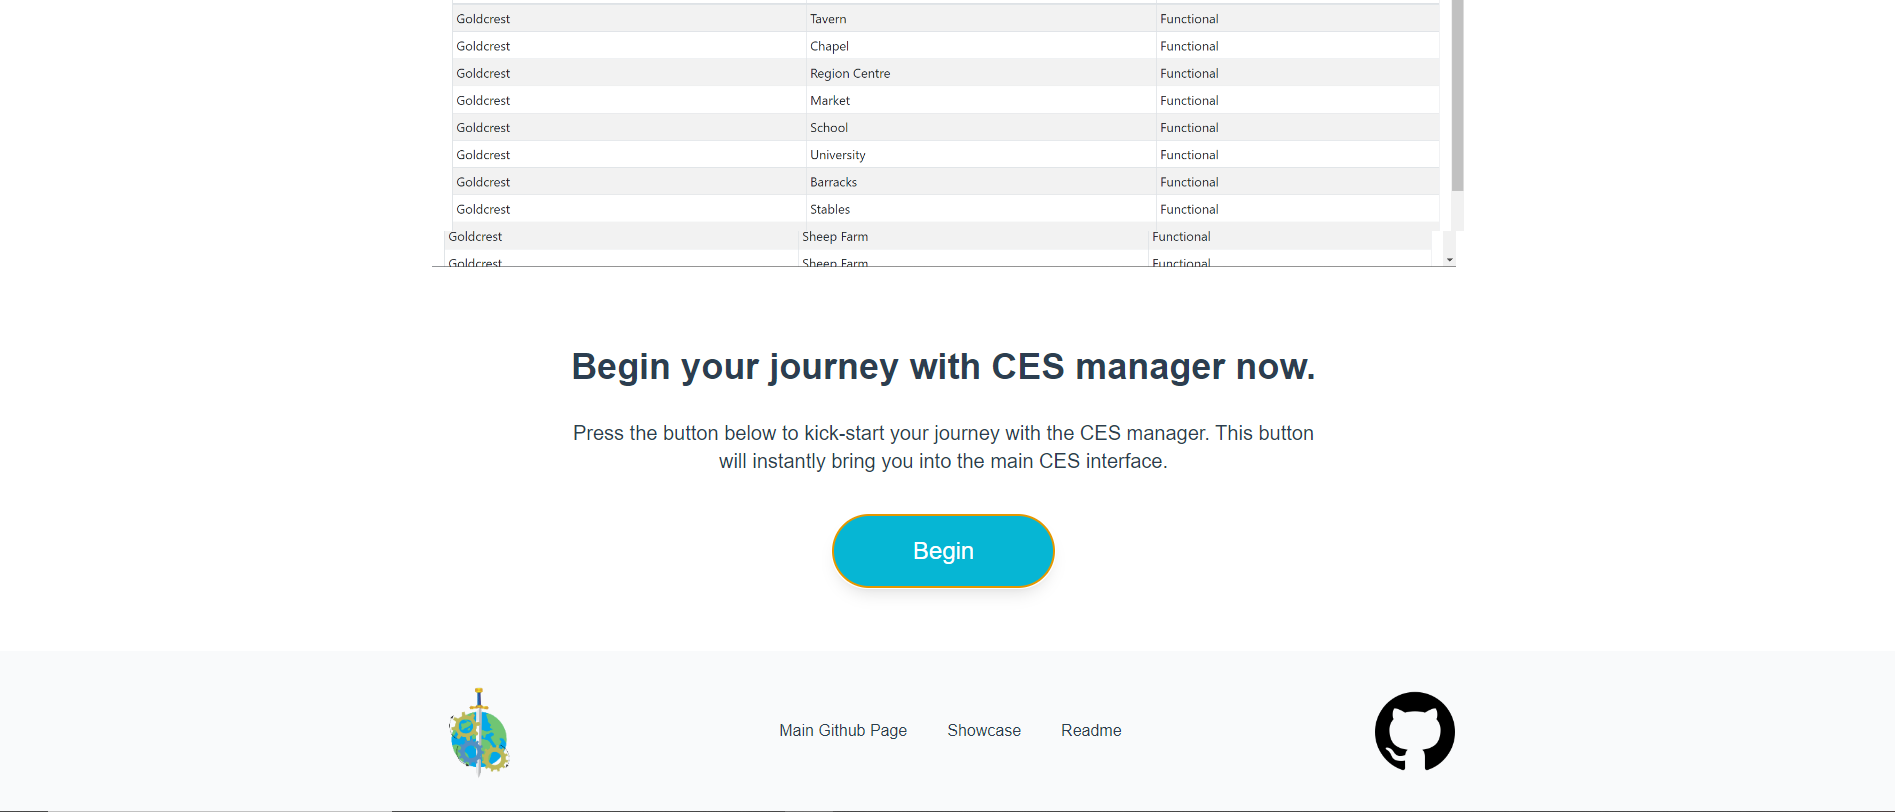 Goldcrest Tavern Functional
Goldcrest Chapel Functional
Goldcrest Region Centre Functional
Goldcrest Market Functional
Goldcrest School Functional
Goldcrest University Functional
Goldcrest Barracks Functional
Goldcrest Stables Functional
Goldcrest Sheep Farm Functional
Goldcrest Sheep Farm Functional
Begin your journey with CES manager now.
Press the button below to kick-start your journey with the CES manager. This button
will instantly bring you into the main CES interface.
Begin
Main Github Page Showcase Readme